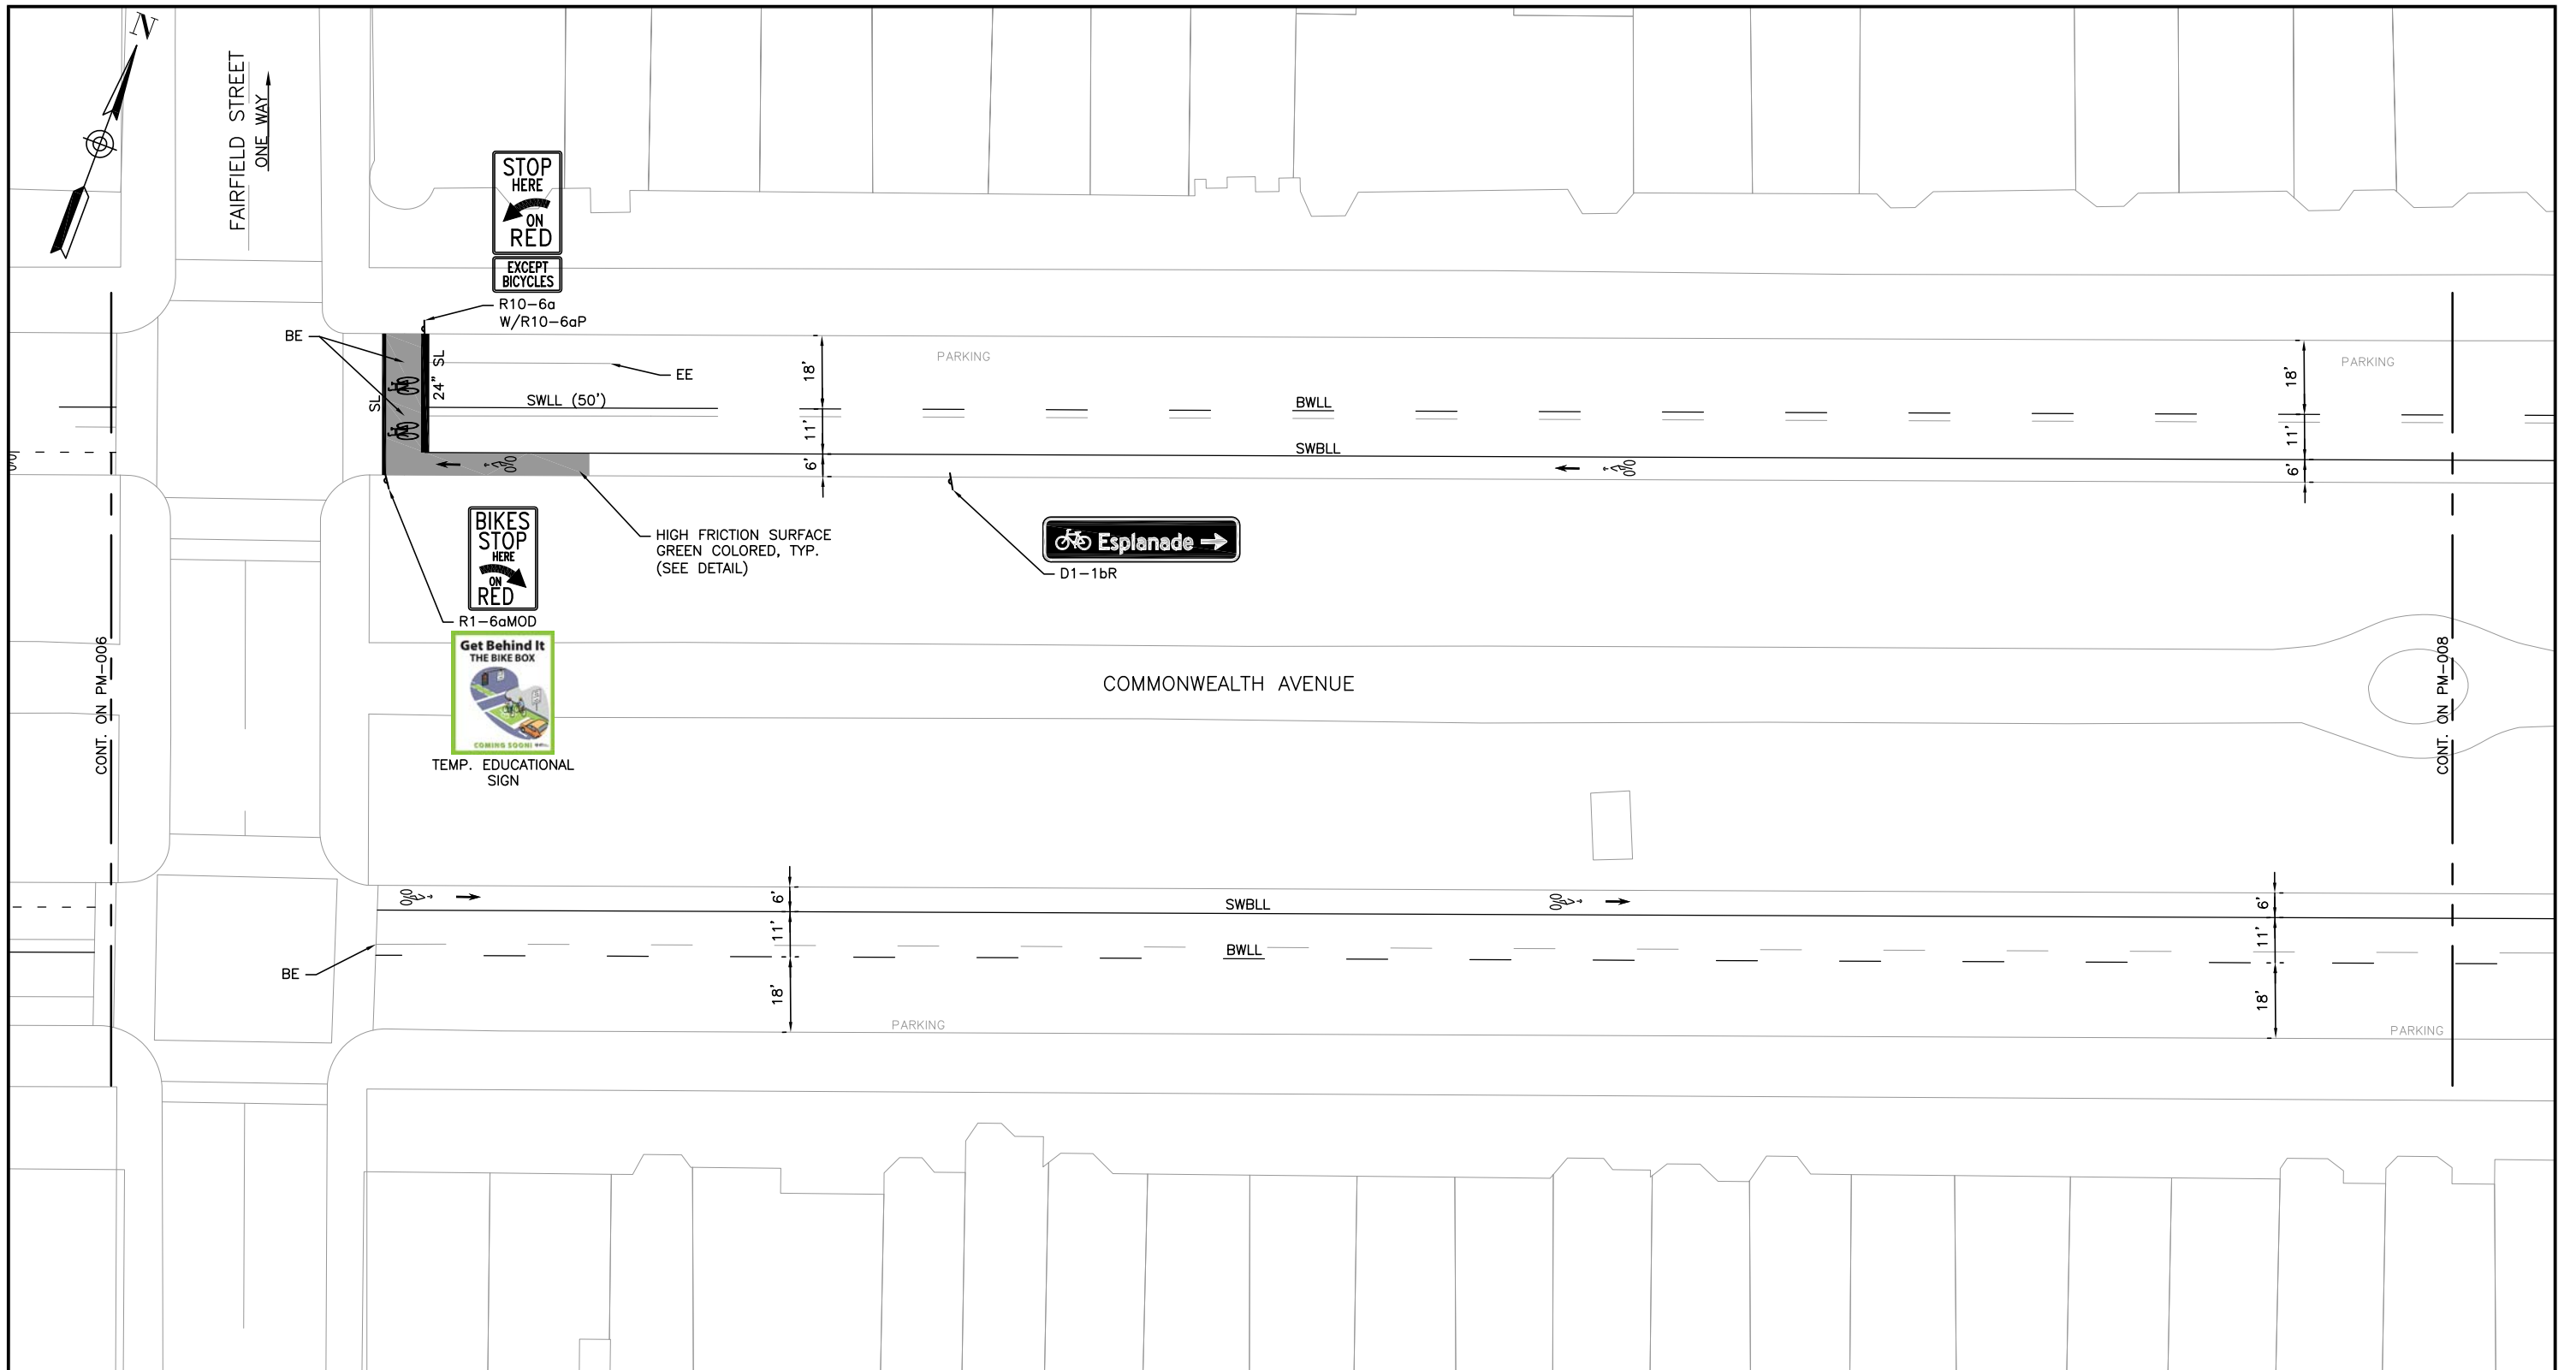 N
FAIRFIELD STREET
ONE WAY
STOP
HERE
ON
RED
EXCEPT
BICYCLES
R10-6a
W/R10-6aP
BE
SL
24" SL
EE
SWLL (50')
18'
11'
6'
PARKING
BWLL
SWBLL
PARKING
18'
11'
6'
HIGH FRICTION SURFACE
GREEN COLORED, TYP.
(SEE DETAIL)
Esplanade
D1-1bR
BIKES
STOP
HERE
ON
RED
R1-6aMOD
Get Behind It
THE BIKE BOX
COMING SOON!
TEMP. EDUCATIONAL
SIGN
CONT. ON PM-006
COMMONWEALTH AVENUE
CONT. ON PM-008
6'
11'
18'
SWBLL
BWLL
BE
PARKING
6'
11'
18'
PARKING